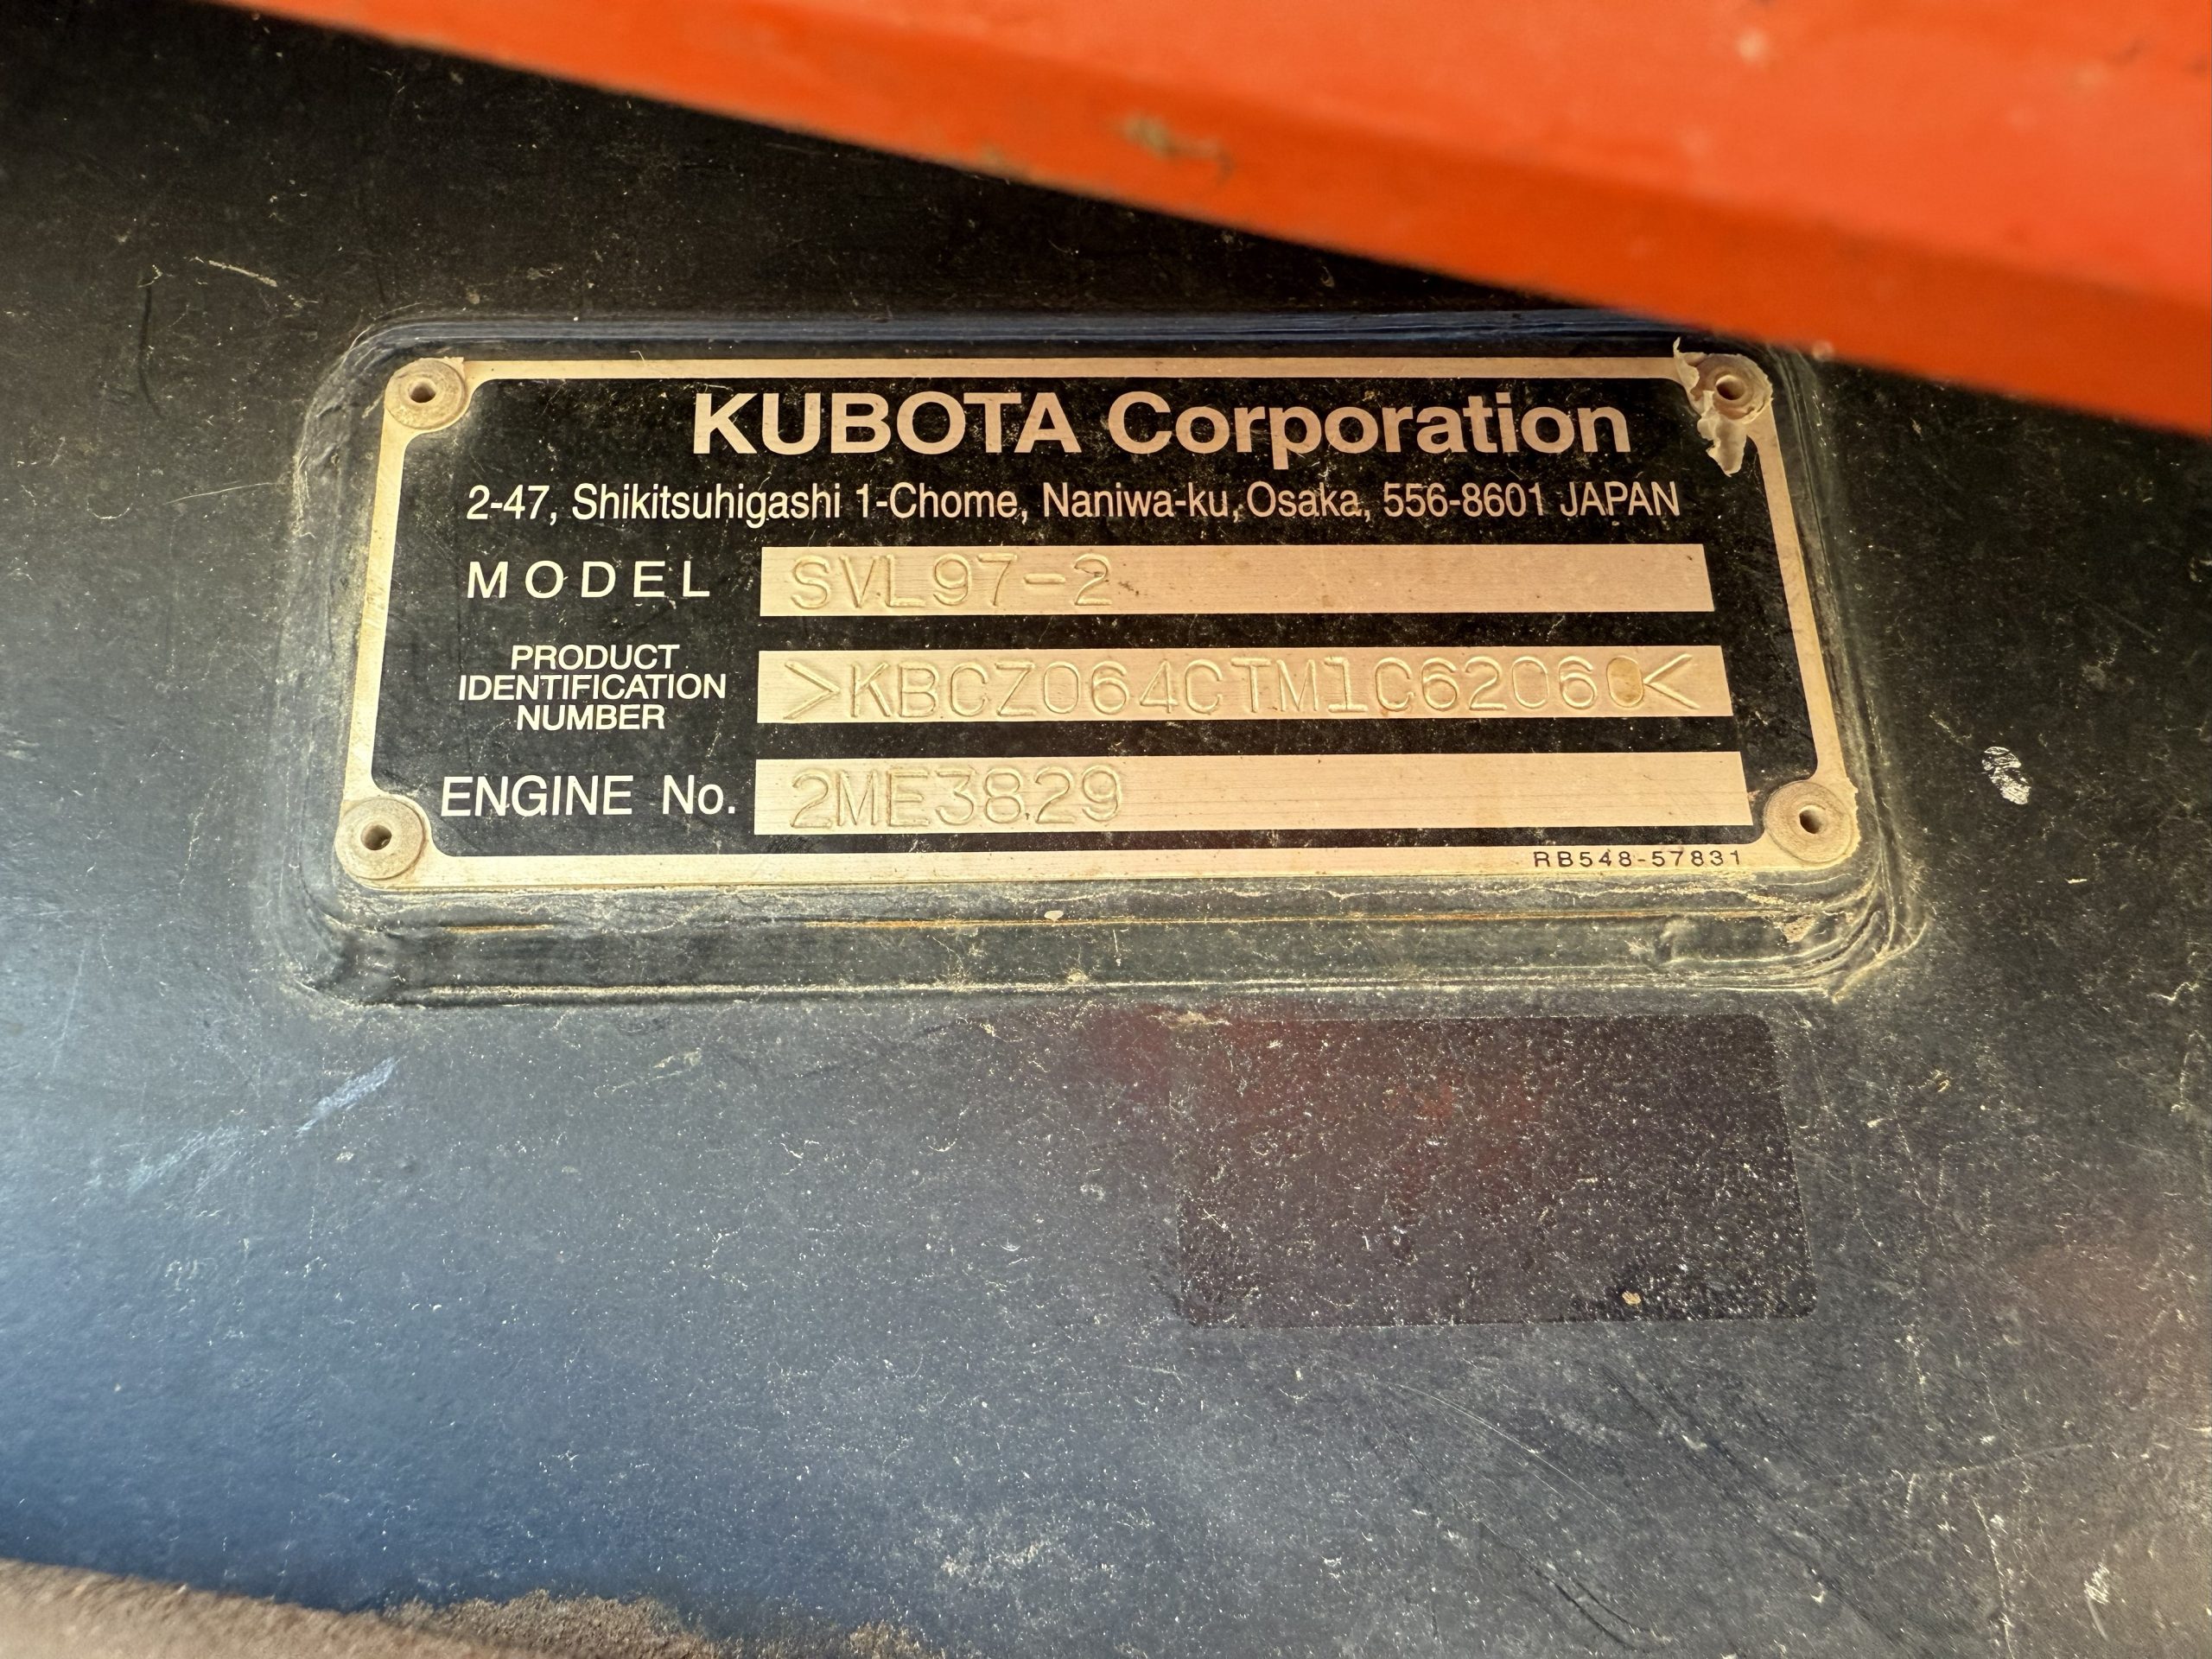 KUBOTA Corporation
2-47, Shikitsuhigashi 1-Chome, Naniwa-ku, Osaka, 556-8601 JAPAN
MODEL SVL97-2
PRODUCT IDENTIFICATION NUMBER >KBCZ064CTM1C62060<
ENGINE No. 2ME3829
RB548-57831